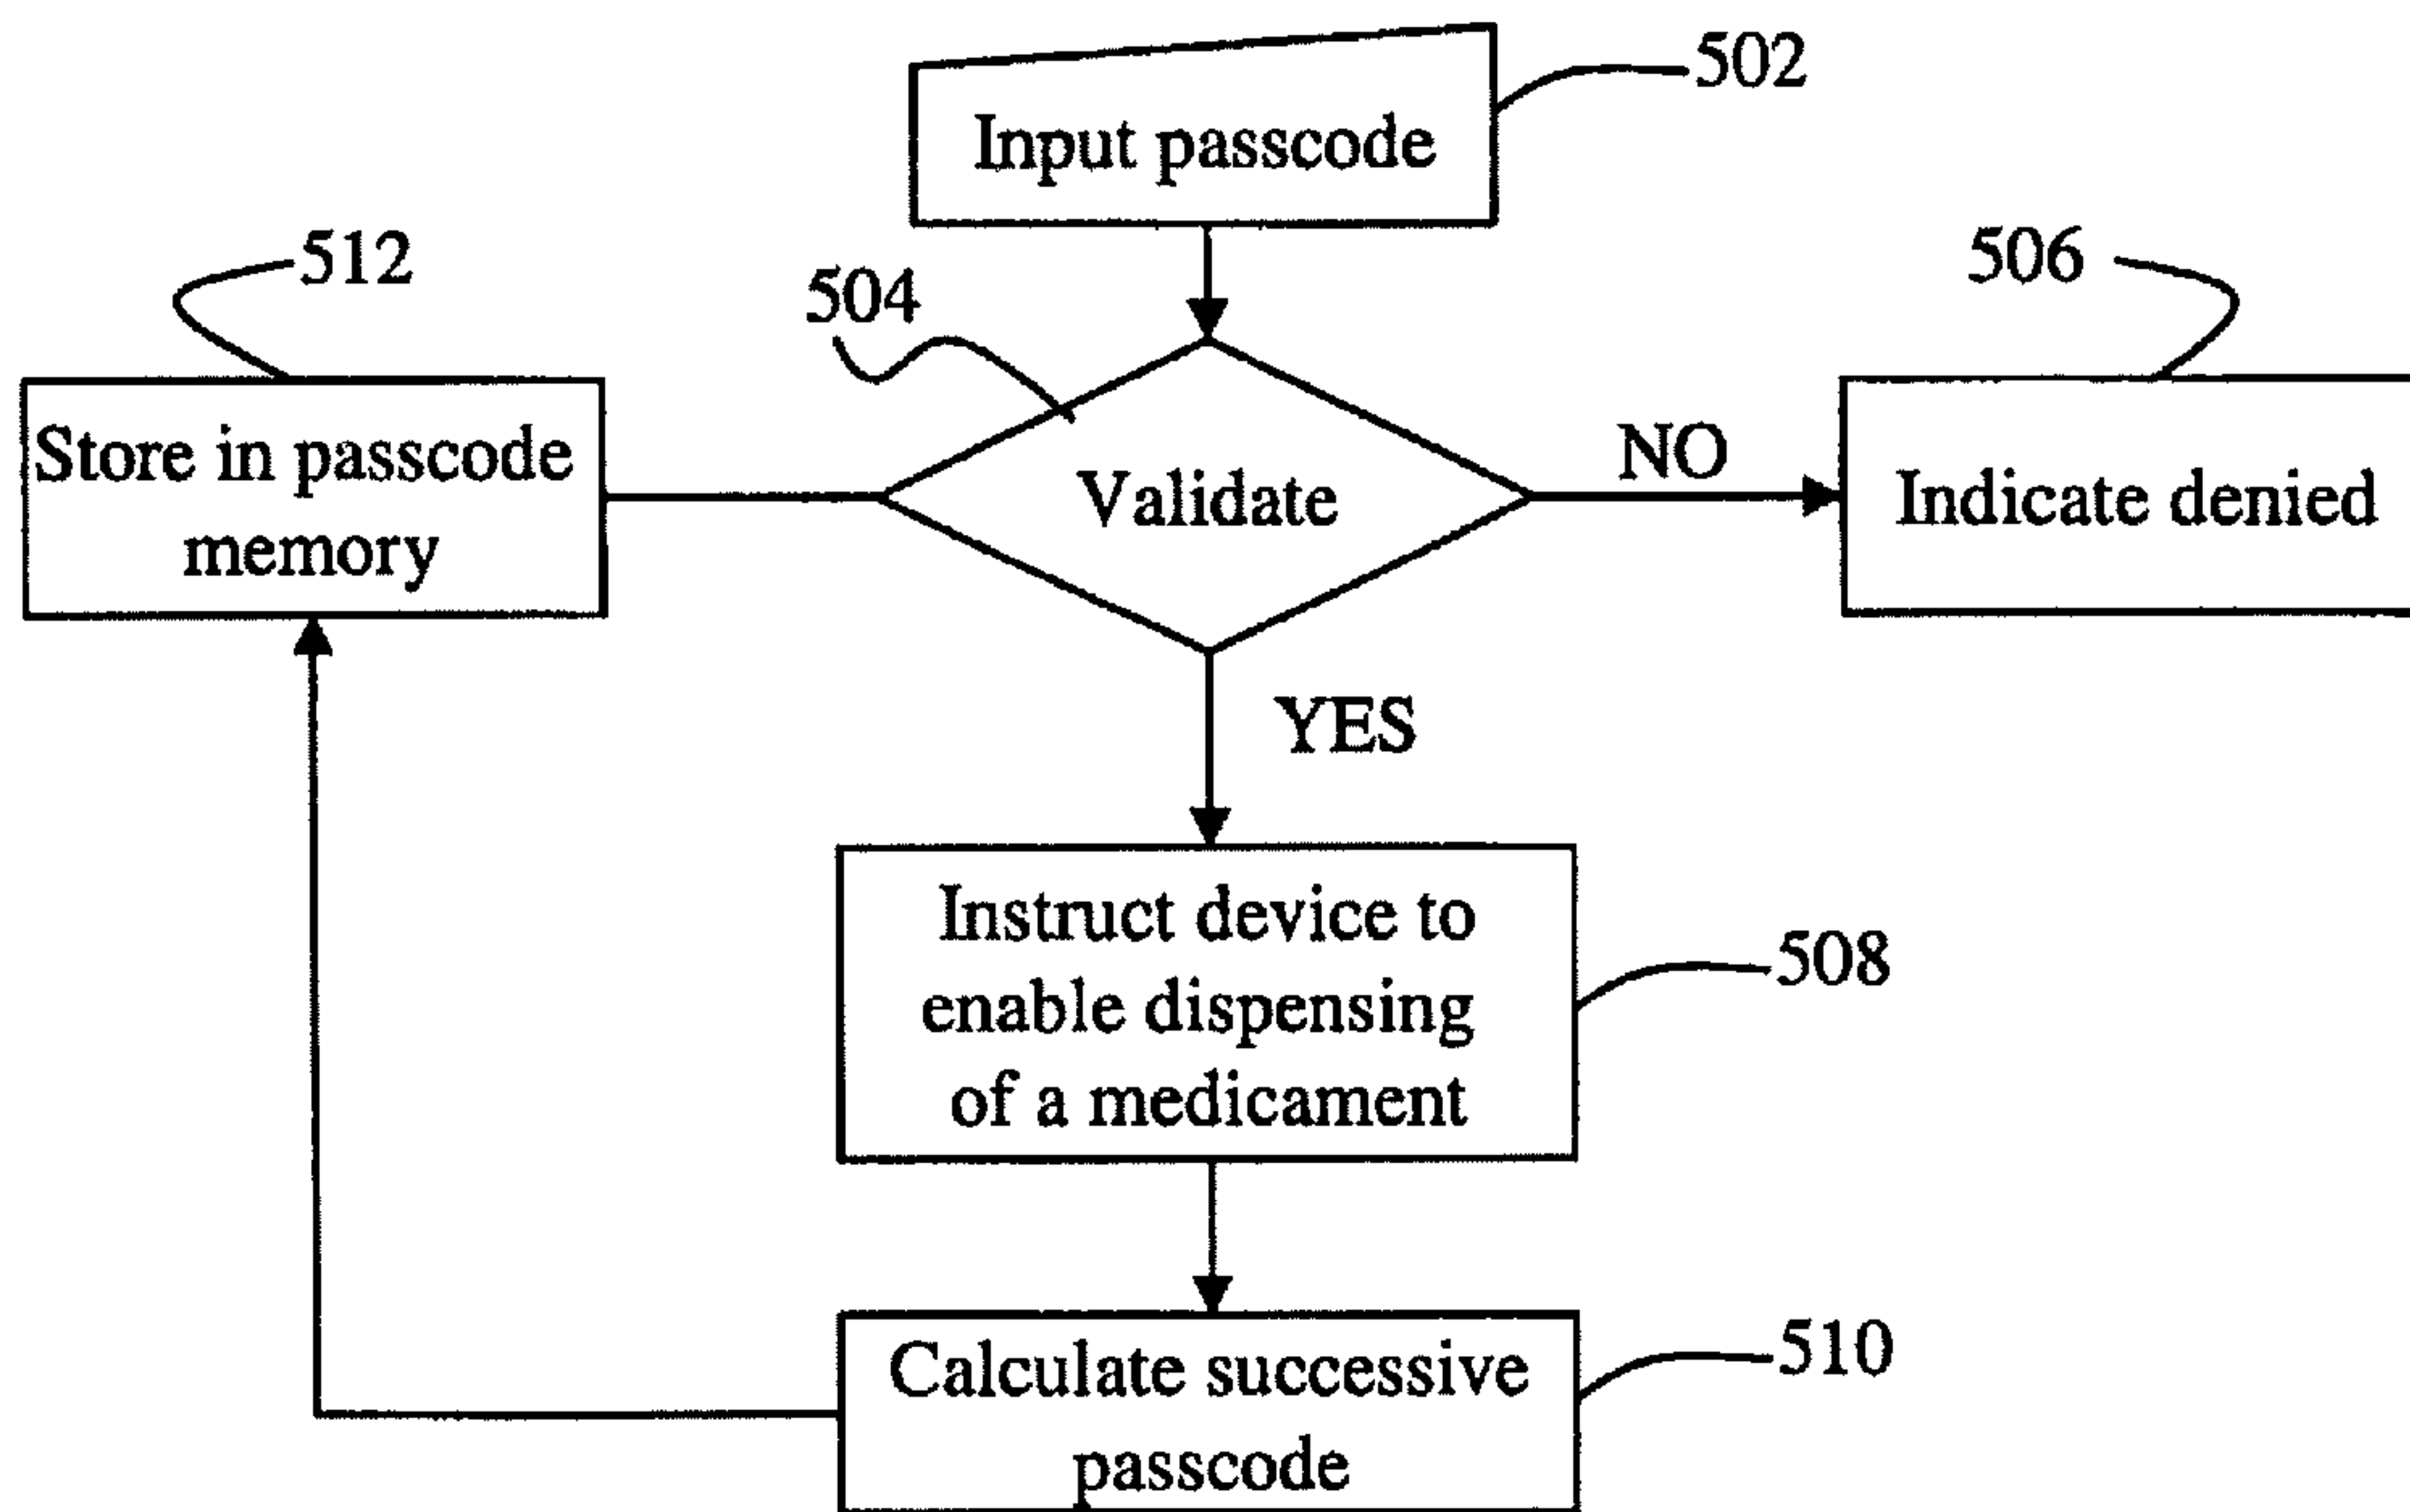 502
Input passcode
512
504
506
Store in passcode
memory
Validate
NO
Indicate denied
YES
Instruct device to
enable dispensing
of a medicament
508
Calculate successive
passcode
510